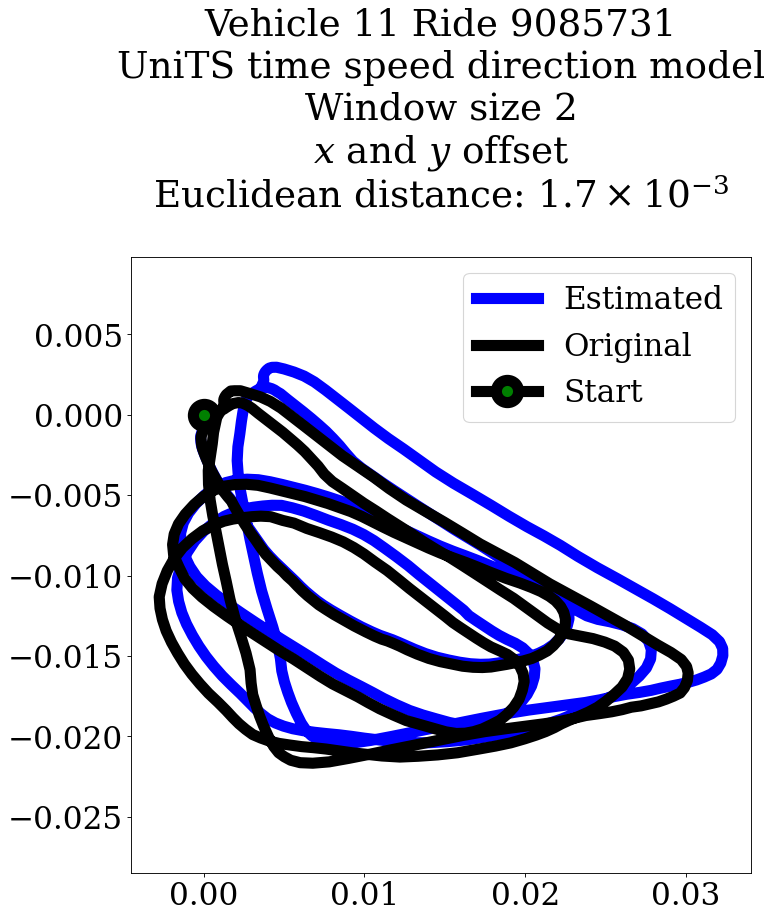 Vehicle 11 Ride 9085731
UniTS time speed direction model
Window size 2
x and y offset
Euclidean distance: 1.7 × 10⁻³
Estimated
Original
Start
0.005
0.000
−0.005
−0.010
−0.015
−0.020
−0.025
0.00 0.01 0.02 0.03